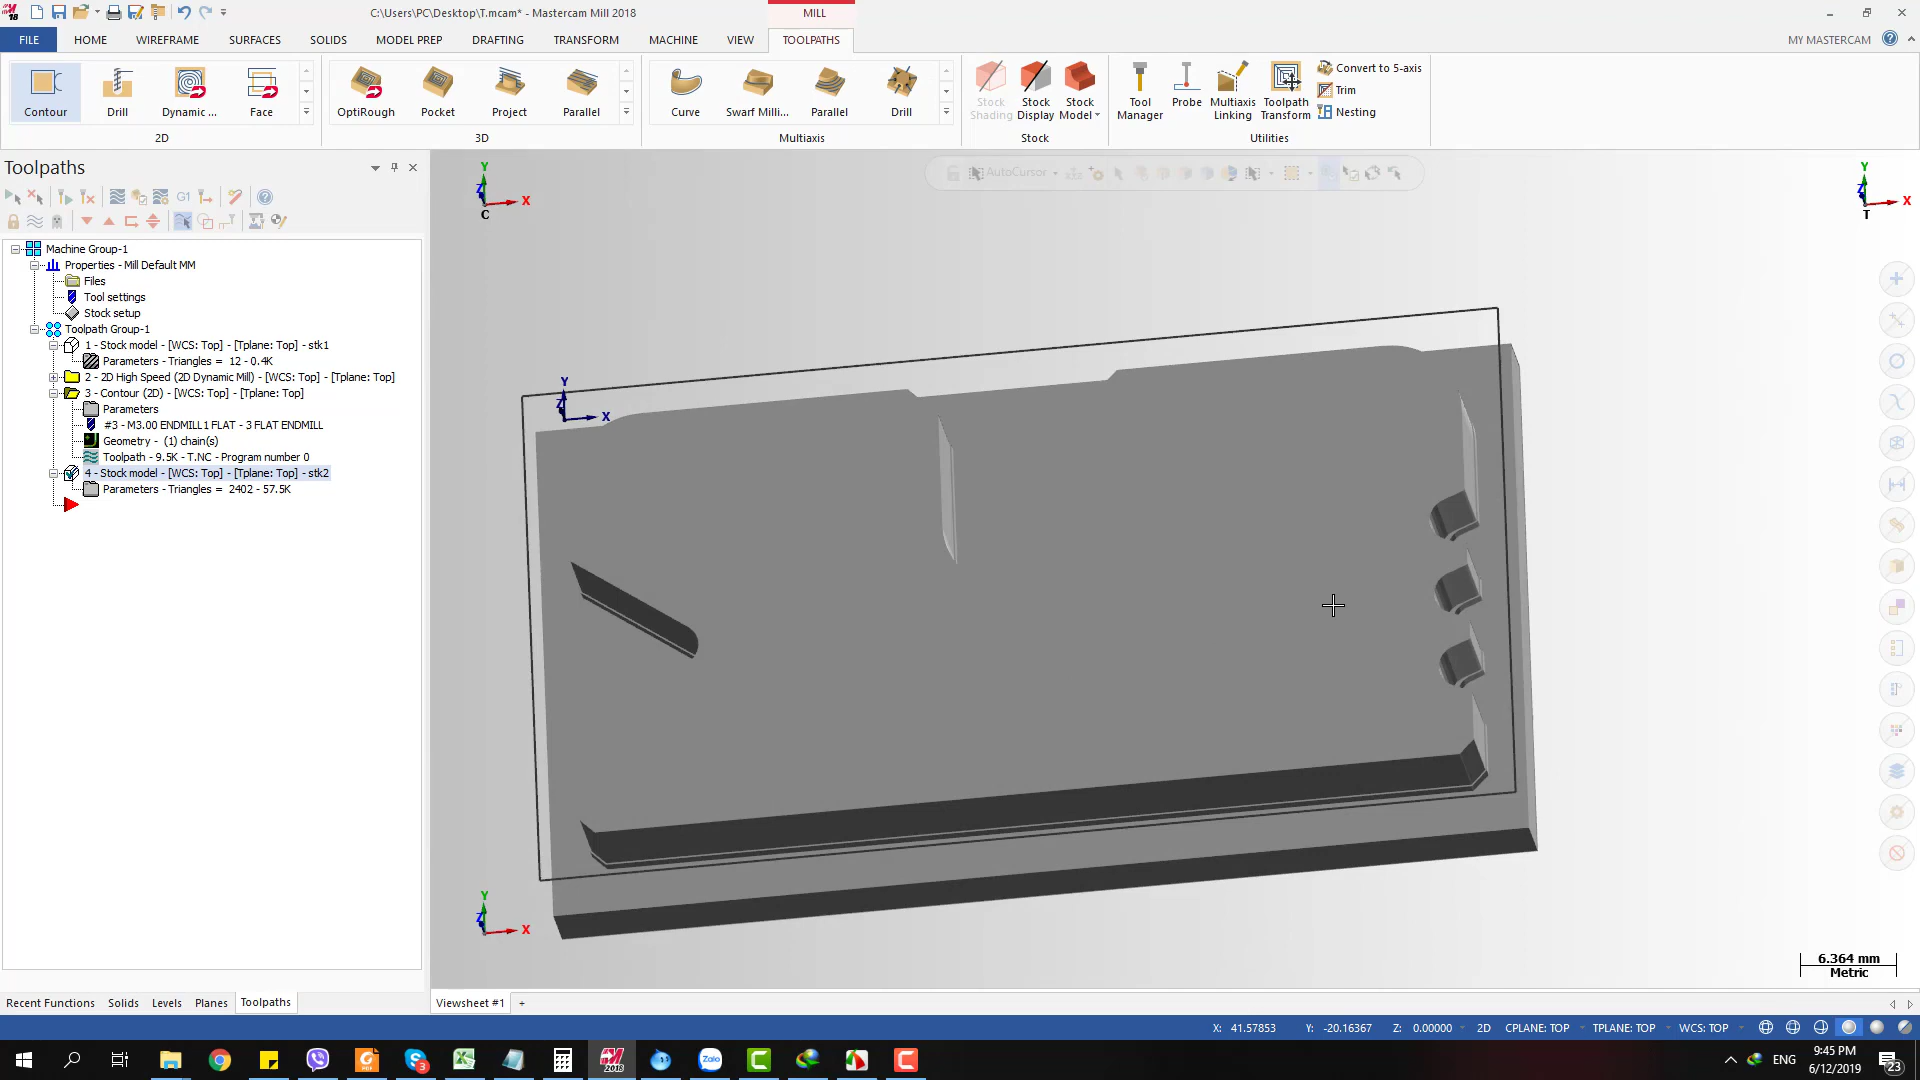 C:\Users\PC\Desktop\T.mcam* - Mastercam Mill 2018
MILL
FILE
HOME
WIREFRAME
SURFACES
SOLIDS
MODEL PREP
DRAFTING
TRANSFORM
MACHINE
VIEW
TOOLPATHS
MY MASTERCAM
Contour
Drill
Dynamic ...
Face
2D
OptiRough
Pocket
Project
Parallel
3D
Curve
Swarf Milli...
Parallel
Drill
Multiaxis
Stock Shading
Stock Display
Stock Model
Stock
Tool Manager
Probe
Multiaxis Linking
Toolpath Transform
Convert to 5-axis
Trim
Nesting
Utilities
Toolpaths
AutoCursor
G1
Machine Group-1
Properties - Mill Default MM
Files
Tool settings
Stock setup
Toolpath Group-1
1 - Stock model - [WCS: Top] - [Tplane: Top] - stk1
Parameters - Triangles = 12 - 0.4K
2 - 2D High Speed (2D Dynamic Mill) - [WCS: Top] - [Tplane: Top]
3 - Contour (2D) - [WCS: Top] - [Tplane: Top]
Parameters
#3 - M3.00 ENDMILL1 FLAT - 3 FLAT ENDMILL
Geometry - (1) chain(s)
Toolpath - 9.5K - T.NC - Program number 0
4 - Stock model - [WCS: Top] - [Tplane: Top] - stk2
Parameters - Triangles = 2402 - 57.5K
Y
Z
X
C
Y
Z
X
T
Y
Z
X
Y
Z
X
6.364 mm
Metric
Recent Functions
Solids
Levels
Planes
Toolpaths
Viewsheet #1
+
X: 41.57853
Y: -20.16367
Z: 0.00000
2D
CPLANE: TOP
TPLANE: TOP
WCS: TOP
2018
Zalo
3
ENG
9:45 PM
6/12/2019
23